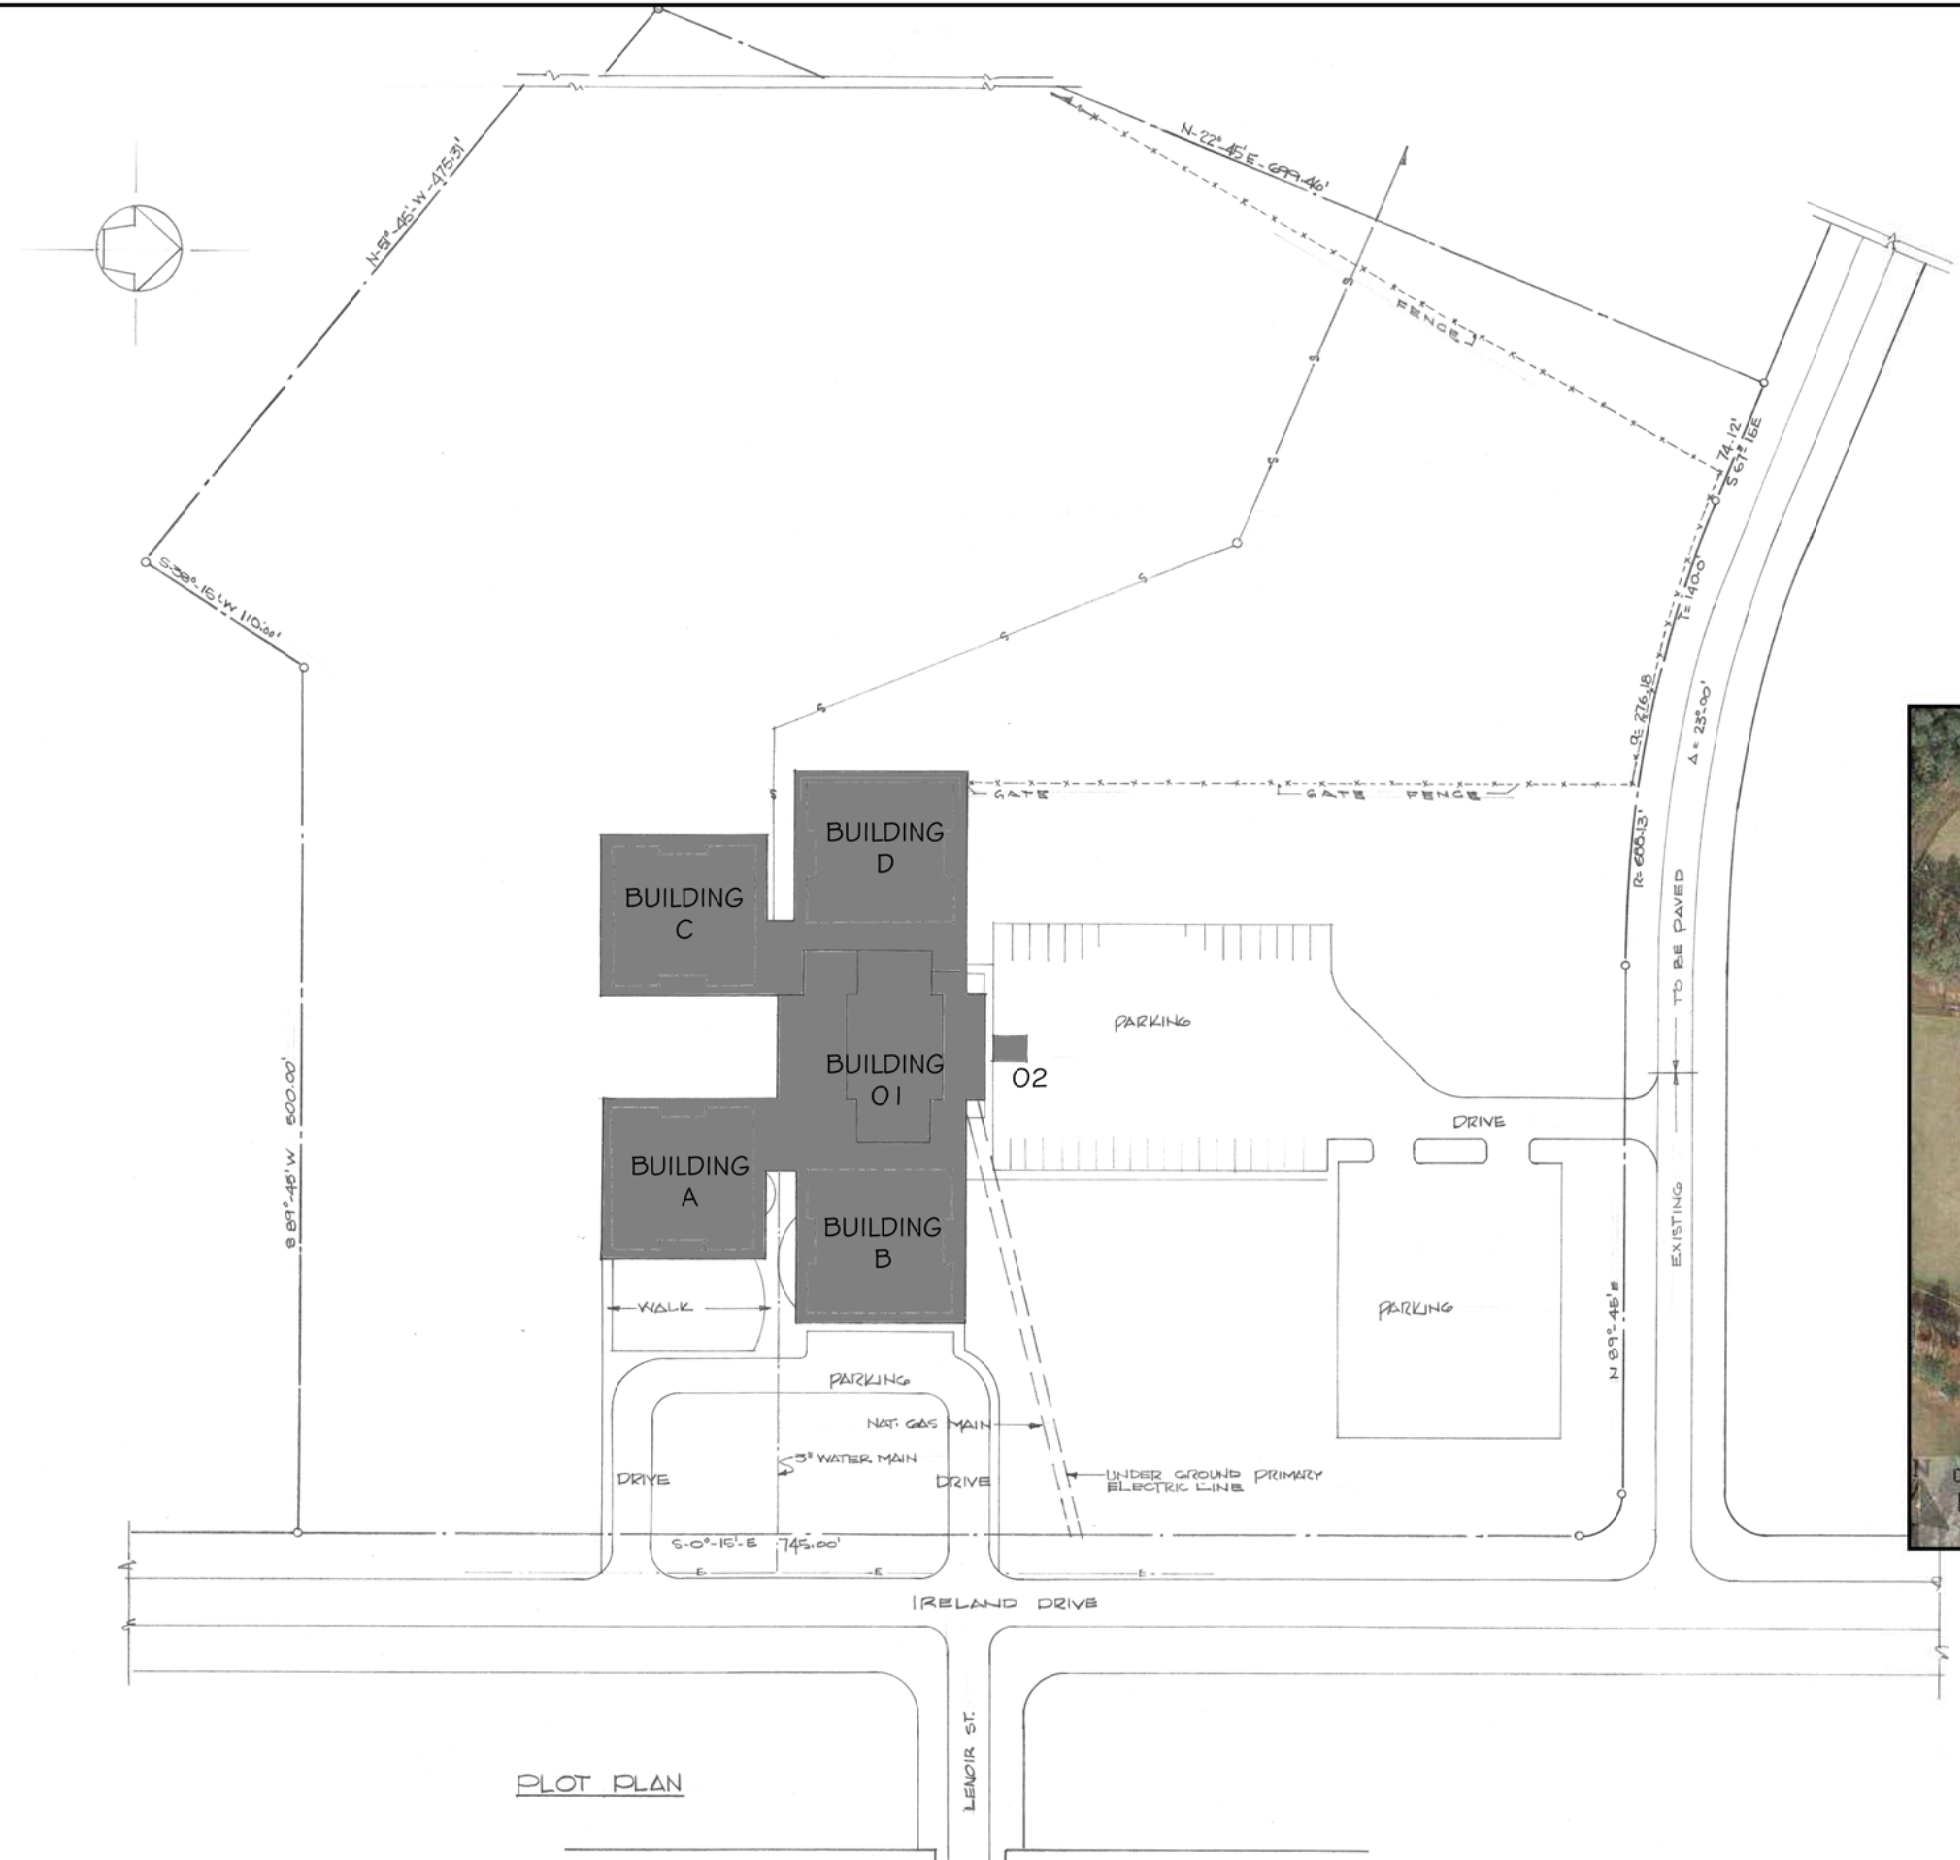 N-51°-45'-W-475.31'
N-22°-45'E-699.46'
FENCE
74.12'
S 67°-15E
T=140.0'
S-38°-15'-W 110.00'
276.18
Δ = 23°-00'
GATE
GATE FENCE
BUILDING
D
BUILDING
C
TO BE PAVED
PARKING
BUILDING
01
02
DRIVE
S 89°-45'W 500.00'
BUILDING
A
BUILDING
B
EXISTING
WALK
PARKING
N 89°-45'E
PARKING
NAT. GAS MAIN
3" WATER MAIN
DRIVE
DRIVE
UNDER GROUND PRIMARY
ELECTRIC LINE
S-0°-15'-E 745.00'
IRELAND DRIVE
LENOIR ST.
PLOT PLAN
N